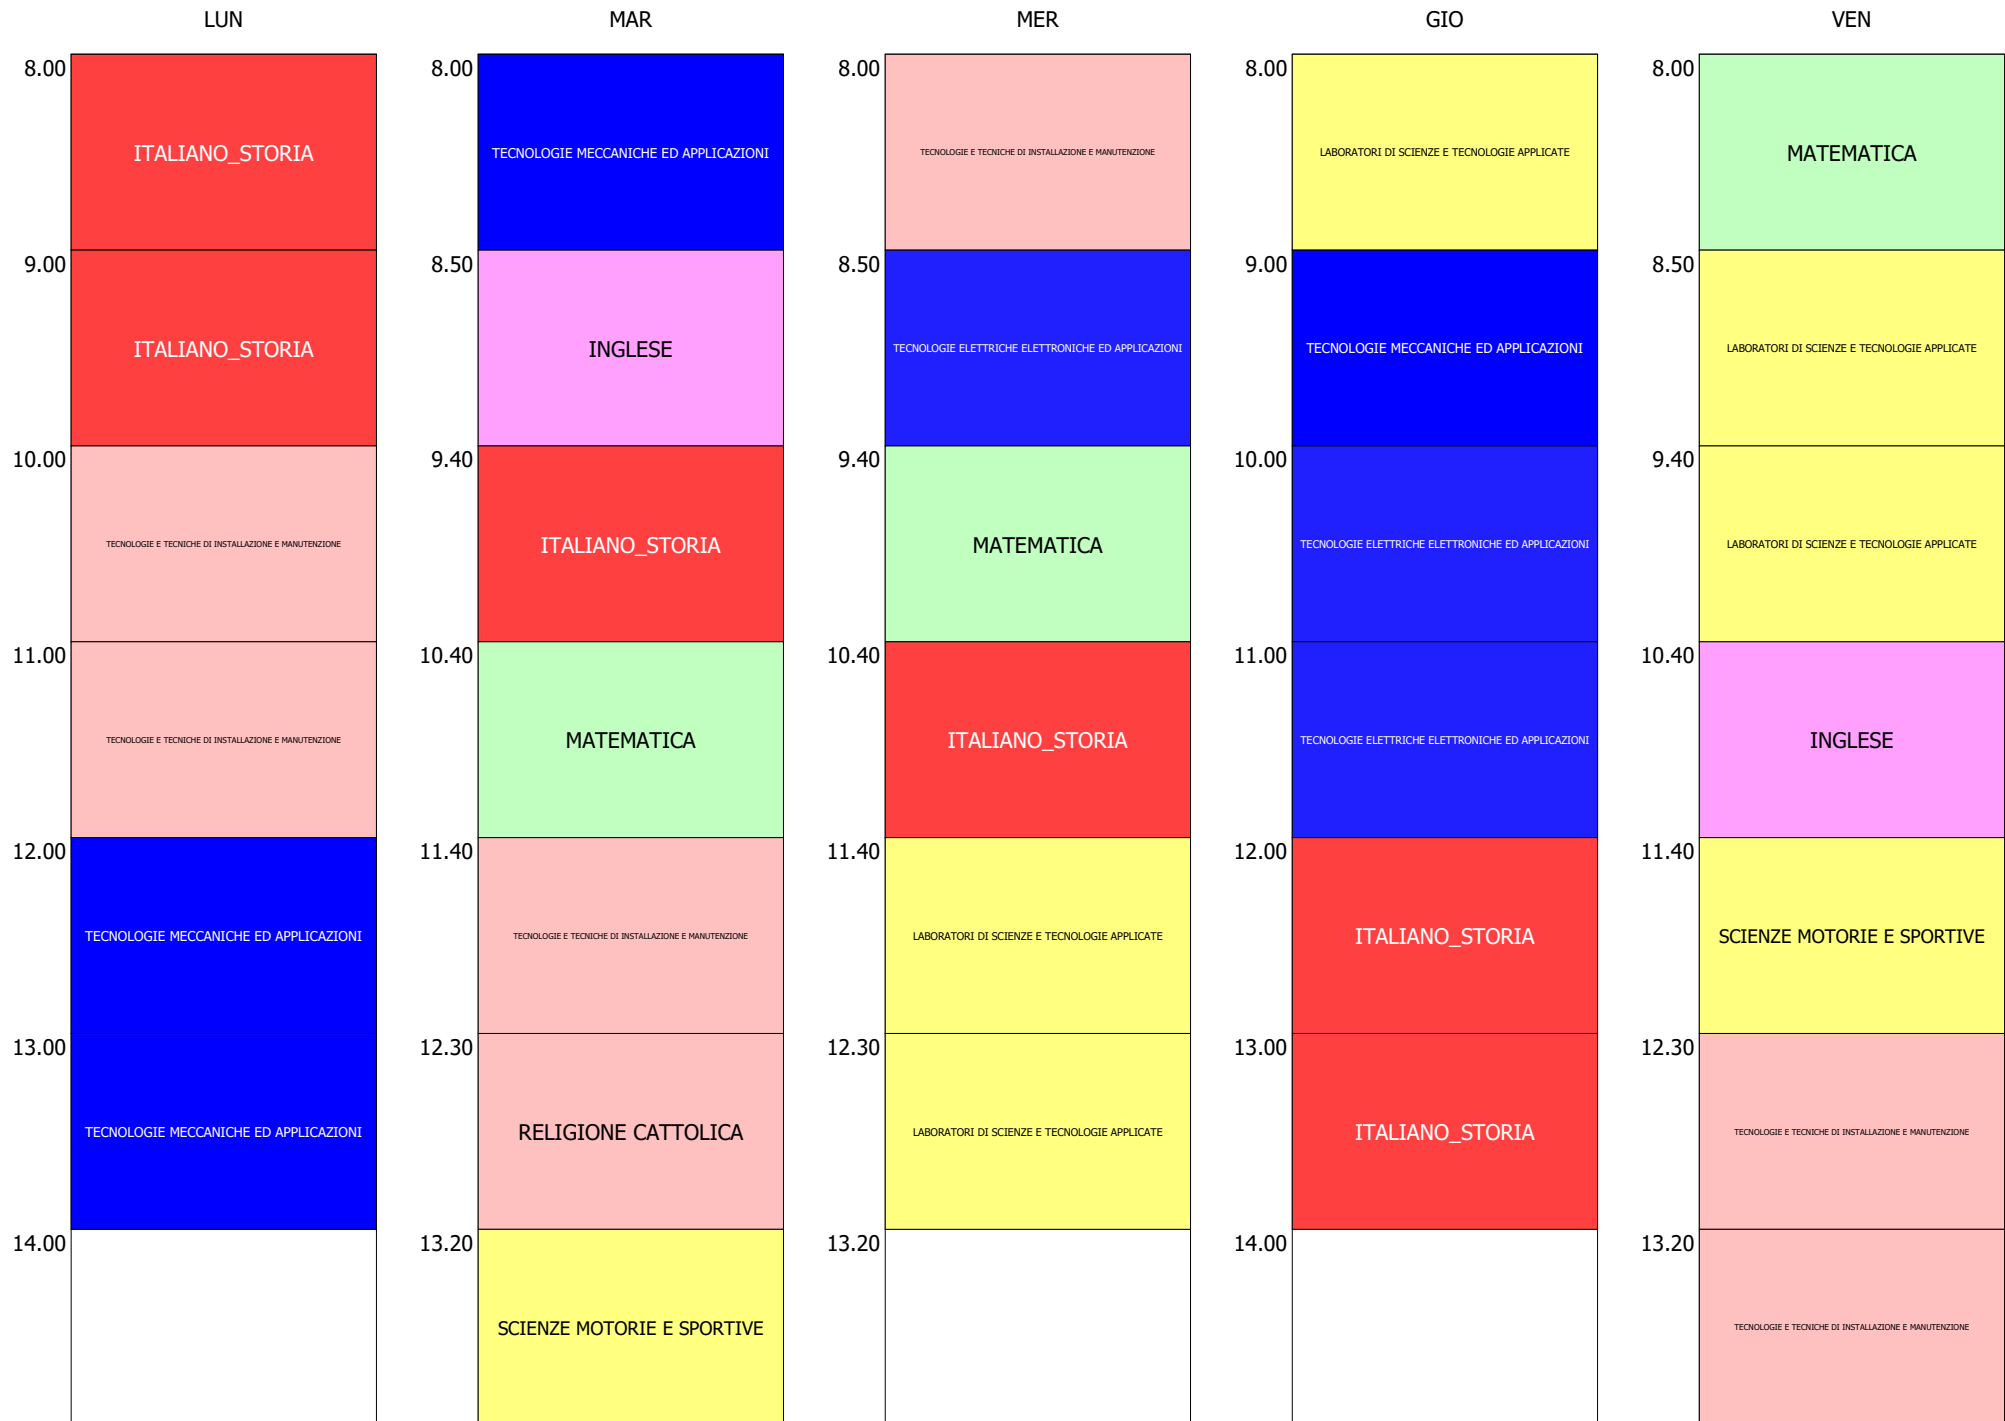 LUN MAR MER GIO VEN
8.00 ITALIANO_STORIA 8.00 TECNOLOGIE MECCANICHE ED APPLICAZIONI 8.00 TECNOLOGIE E TECNICHE DI INSTALLAZIONE E MANUTENZIONE 8.00 LABORATORI DI SCIENZE E TECNOLOGIE APPLICATE 8.00 MATEMATICA
9.00 ITALIANO_STORIA 8.50 INGLESE 8.50 TECNOLOGIE ELETTRICHE ELETTRONICHE ED APPLICAZIONI 9.00 TECNOLOGIE MECCANICHE ED APPLICAZIONI 8.50 LABORATORI DI SCIENZE E TECNOLOGIE APPLICATE
10.00 TECNOLOGIE E TECNICHE DI INSTALLAZIONE E MANUTENZIONE 9.40 ITALIANO_STORIA 9.40 MATEMATICA 10.00 TECNOLOGIE ELETTRICHE ELETTRONICHE ED APPLICAZIONI 9.40 LABORATORI DI SCIENZE E TECNOLOGIE APPLICATE
11.00 TECNOLOGIE E TECNICHE DI INSTALLAZIONE E MANUTENZIONE 10.40 MATEMATICA 10.40 ITALIANO_STORIA 11.00 TECNOLOGIE ELETTRICHE ELETTRONICHE ED APPLICAZIONI 10.40 INGLESE
12.00 TECNOLOGIE MECCANICHE ED APPLICAZIONI 11.40 TECNOLOGIE E TECNICHE DI INSTALLAZIONE E MANUTENZIONE 11.40 LABORATORI DI SCIENZE E TECNOLOGIE APPLICATE 12.00 ITALIANO_STORIA 11.40 SCIENZE MOTORIE E SPORTIVE
13.00 TECNOLOGIE MECCANICHE ED APPLICAZIONI 12.30 RELIGIONE CATTOLICA 12.30 LABORATORI DI SCIENZE E TECNOLOGIE APPLICATE 13.00 ITALIANO_STORIA 12.30 TECNOLOGIE E TECNICHE DI INSTALLAZIONE E MANUTENZIONE
14.00 13.20 SCIENZE MOTORIE E SPORTIVE 13.20 14.00 13.20 TECNOLOGIE E TECNICHE DI INSTALLAZIONE E MANUTENZIONE